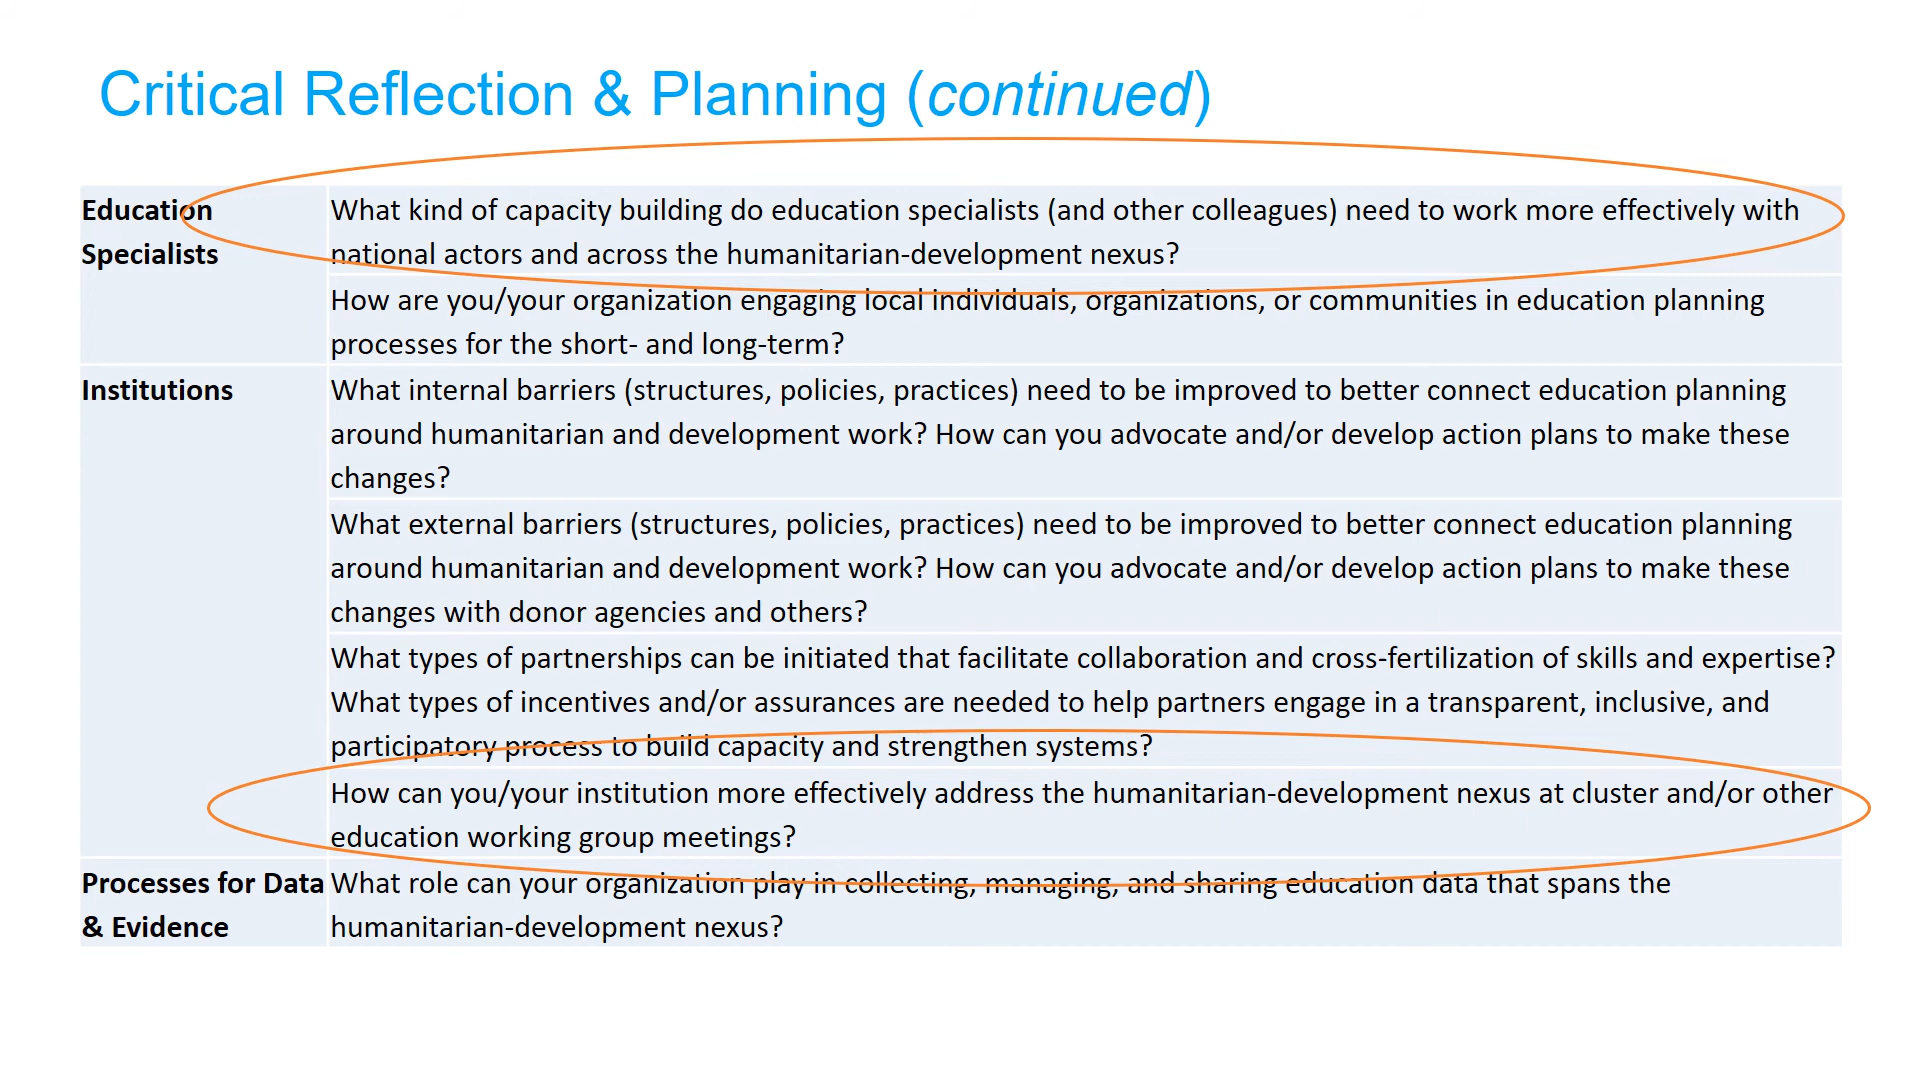 Critical Reflection & Planning (continued)
Education
Specialists
What kind of capacity building do education specialists (and other colleagues) need to work more effectively with
national actors and across the humanitarian-development nexus?
How are you/your organization engaging local individuals, organizations, or communities in education planning
processes for the short- and long-term?
Institutions
What internal barriers (structures, policies, practices) need to be improved to better connect education planning
around humanitarian and development work? How can you advocate and/or develop action plans to make these
changes?
What external barriers (structures, policies, practices) need to be improved to better connect education planning
around humanitarian and development work? How can you advocate and/or develop action plans to make these
changes with donor agencies and others?
What types of partnerships can be initiated that facilitate collaboration and cross-fertilization of skills and expertise?
What types of incentives and/or assurances are needed to help partners engage in a transparent, inclusive, and
participatory process to build capacity and strengthen systems?
How can you/your institution more effectively address the humanitarian-development nexus at cluster and/or other
education working group meetings?
Processes for Data
& Evidence
What role can your organization play in collecting, managing, and sharing education data that spans the
humanitarian-development nexus?